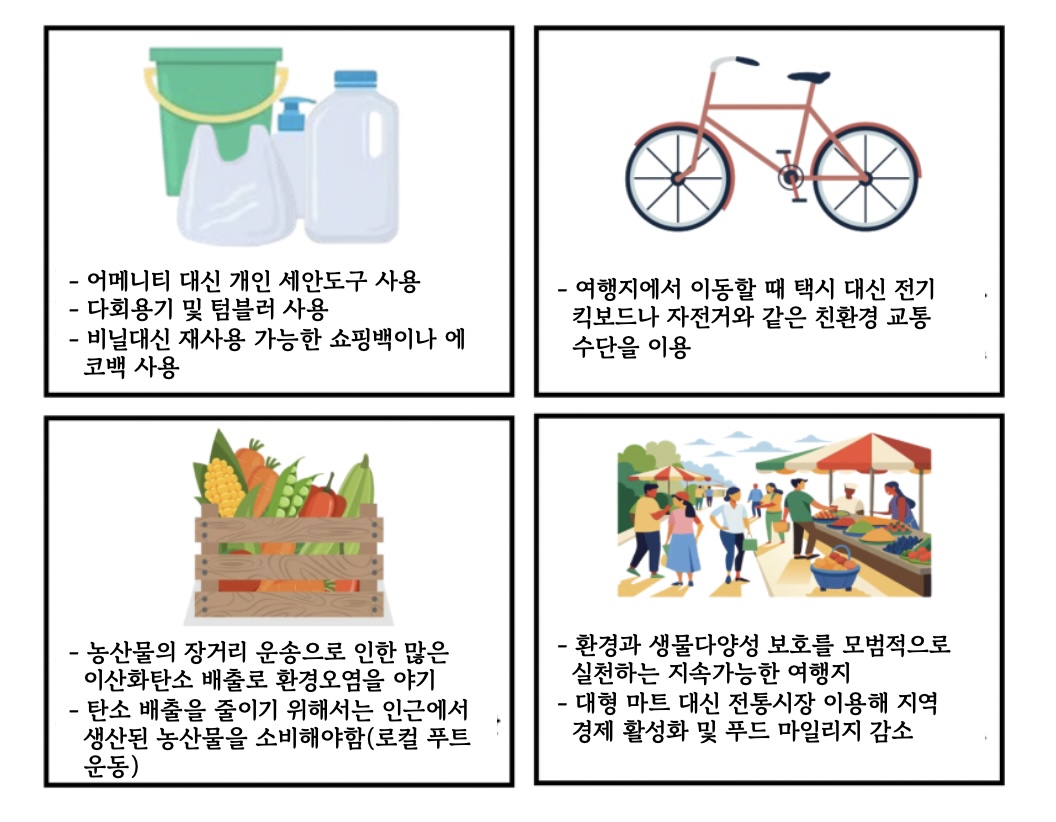 - 어메니티 대신 개인 세안도구 사용
- 다회용기 및 텀블러 사용
- 비닐대신 재사용 가능한 쇼핑백이나 에
코백 사용
- 여행지에서 이동할 때 택시 대신 전기
킥보드나 자전거와 같은 친환경 교통
수단을 이용
- 농산물의 장거리 운송으로 인한 많은
이산화탄소 배출로 환경오염을 야기
- 탄소 배출을 줄이기 위해서는 인근에서
생산된 농산물을 소비해야함(로컬 푸트
운동)
- 환경과 생물다양성 보호를 모범적으로
실천하는 지속가능한 여행지
- 대형 마트 대신 전통시장 이용해 지역
경제 활성화 및 푸드 마일리지 감소